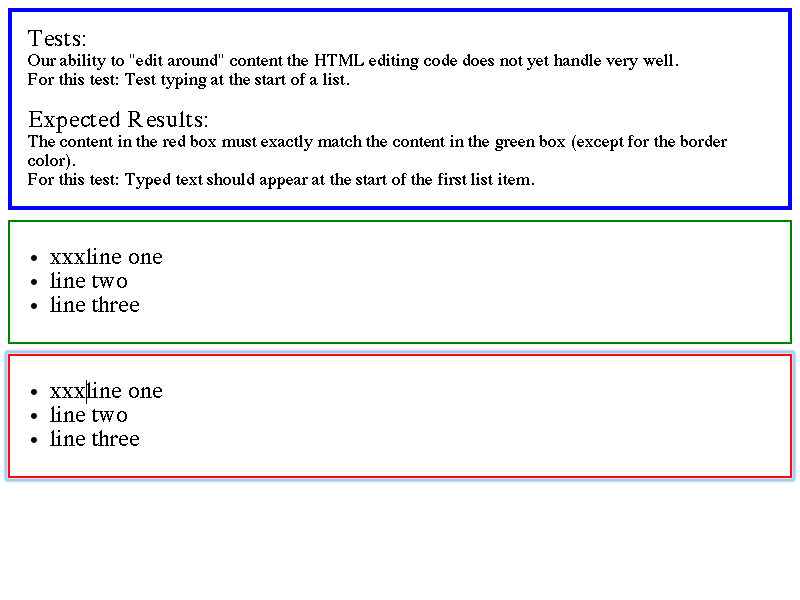 Tests:
Our ability to "edit around" content the HTML editing code does not yet handle very well.
For this test: Test typing at the start of a list.
Expected Results:
The content in the red box must exactly match the content in the green box (except for the border
color).
For this test: Typed text should appear at the start of the first list item.
• xxxline one
• line two
• line three
• xxxline one
• line two
• line three